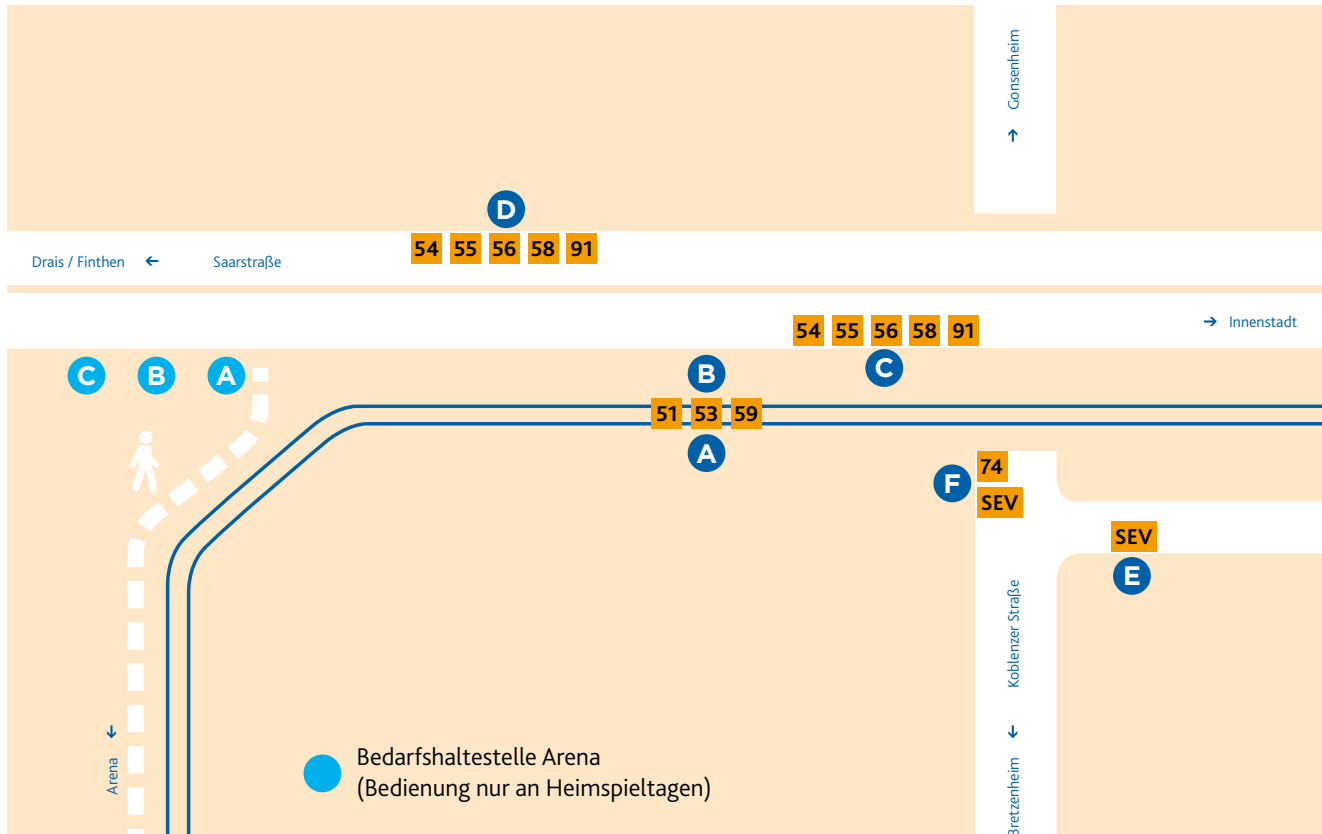 ↑ Gonsenheim
D
54 55 56 58 91
Drais / Finthen ← Saarstraße
54 55 56 58 91
→ Innenstadt
C B A
B
C
51 53 59
A
F
74
SEV
SEV
E
Koblenzer Straße
Arena ←
← Bretzenheim
Bedarfshaltestelle Arena
(Bedienung nur an Heimspieltagen)